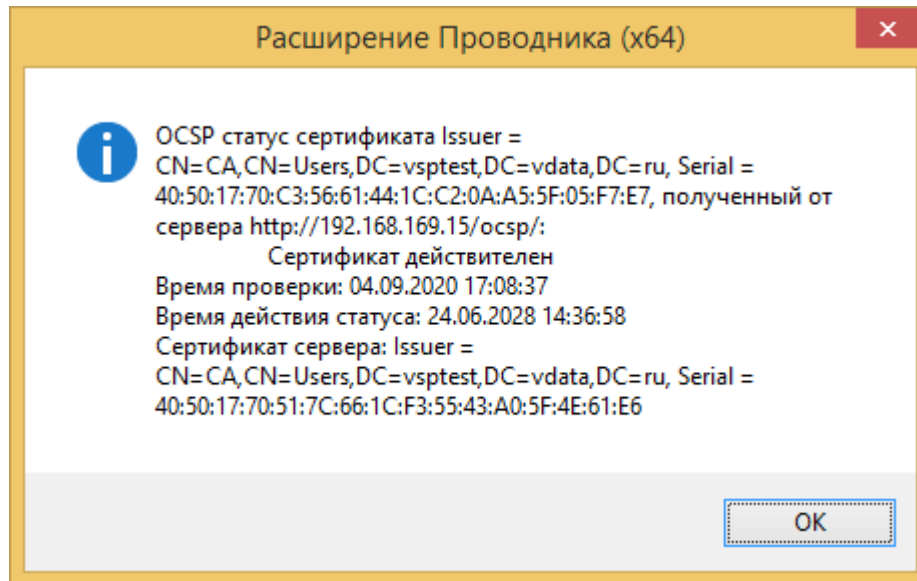 Расширение Проводника (x64)
OCSP статус сертификата Issuer =
CN=CA,CN=Users,DC=vsptest,DC=vdata,DC=ru, Serial =
40:50:17:70:C3:56:61:44:1C:C2:0A:A5:5F:05:F7:E7, полученный от
сервера http://192.168.169.15/ocsp/:
Сертификат действителен
Время проверки: 04.09.2020 17:08:37
Время действия статуса: 24.06.2028 14:36:58
Сертификат сервера: Issuer =
CN=CA,CN=Users,DC=vsptest,DC=vdata,DC=ru, Serial =
40:50:17:70:51:7C:66:1C:F3:55:43:A0:5F:4E:61:E6
OK